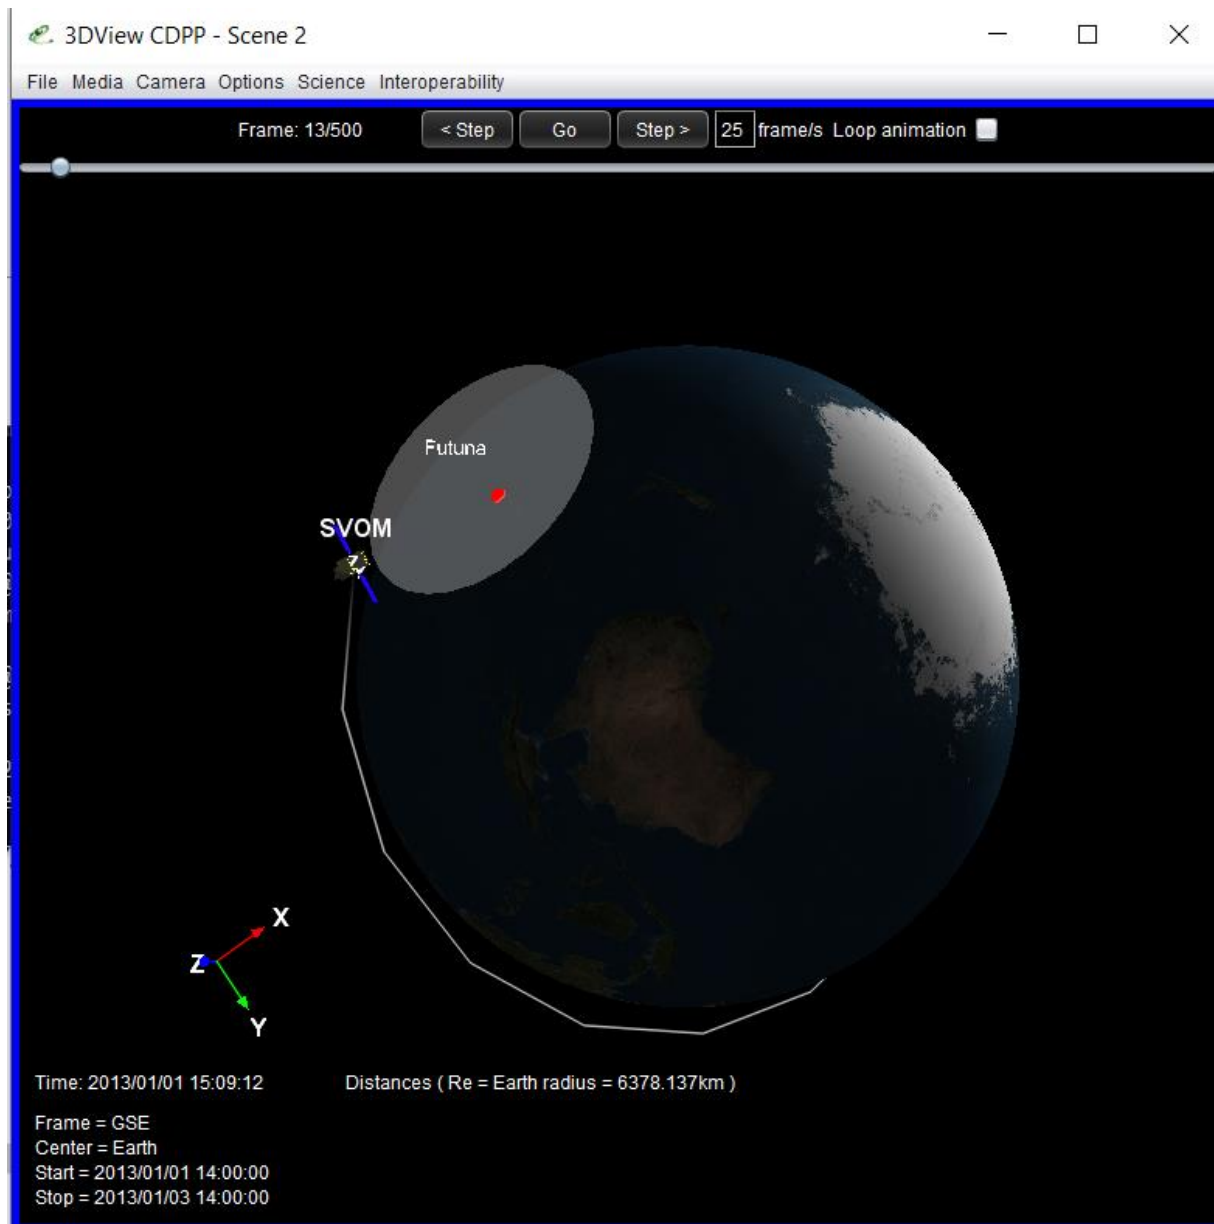 3DView CDPP - Scene 2
File Media Camera Options Science Interoperability
Frame: 13/500 < Step Go Step > 25 frame/s Loop animation
Futuna
SVOM
X
Z
Y
Time: 2013/01/01 15:09:12 Distances ( Re = Earth radius = 6378.137km )
Frame = GSE
Center = Earth
Start = 2013/01/01 14:00:00
Stop = 2013/01/03 14:00:00